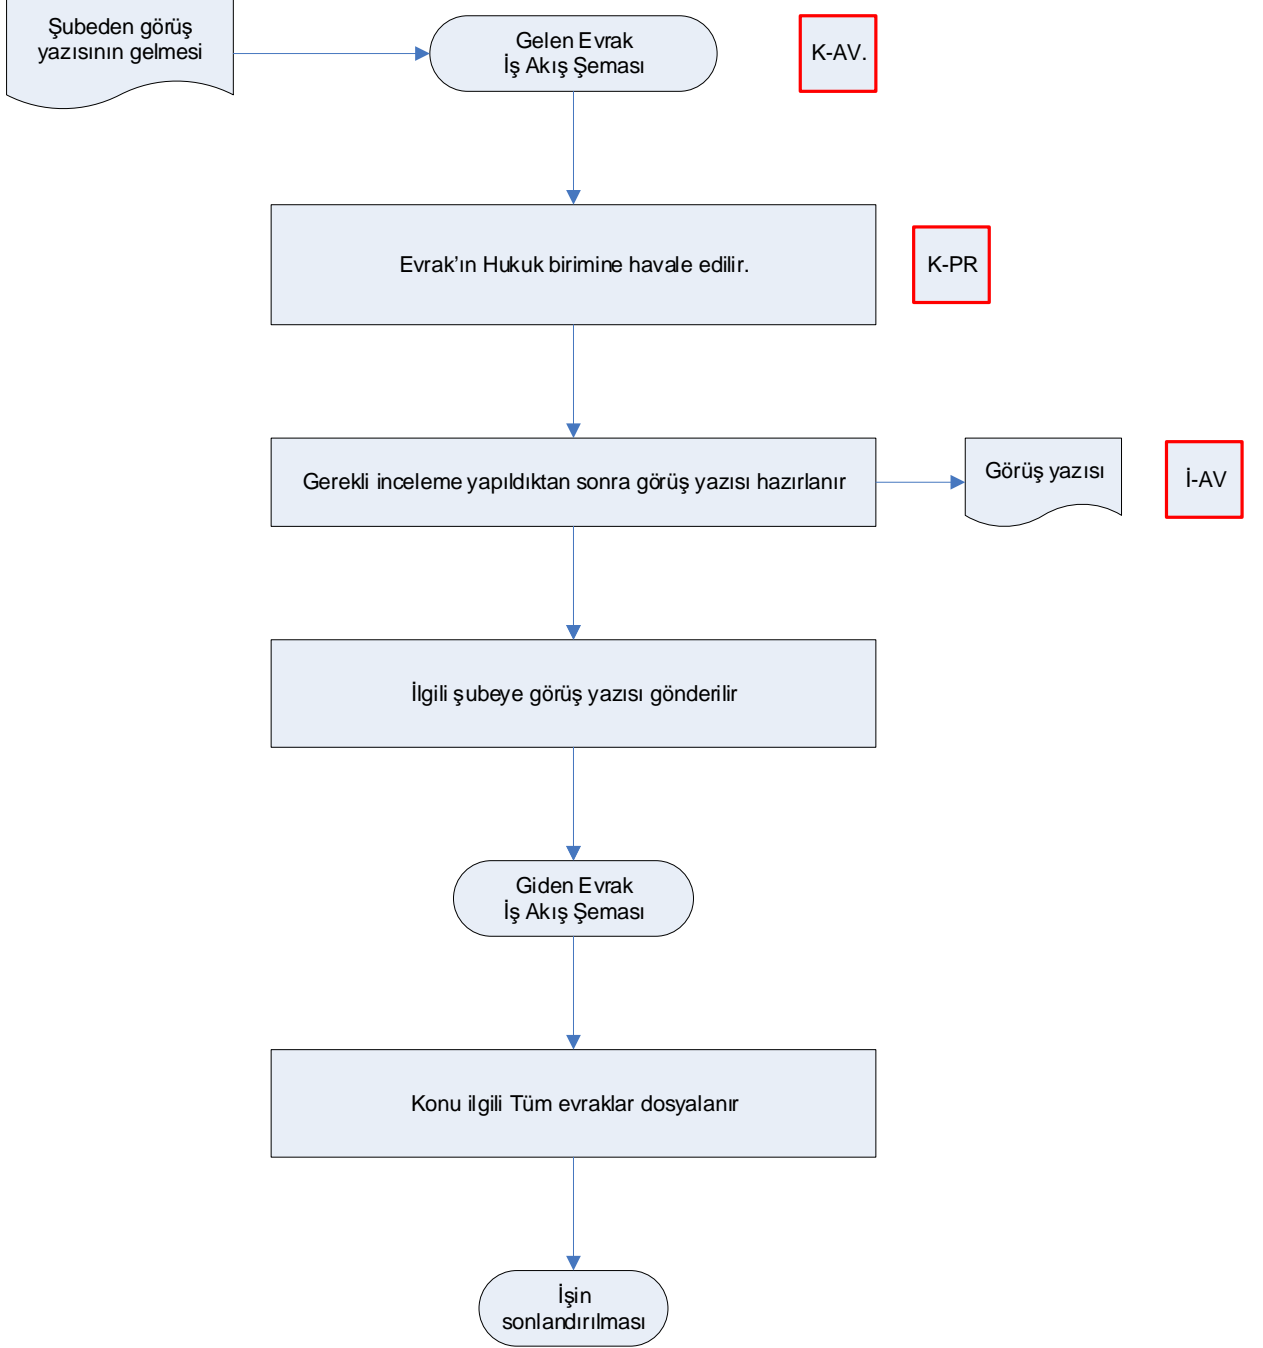 Şubeden görüş
yazısının gelmesi
Gelen Evrak
İş Akış Şeması
K-AV.
Evrak’ın Hukuk birimine havale edilir.
K-PR
Gerekli inceleme yapıldıktan sonra görüş yazısı hazırlanır
Görüş yazısı
İ-AV
İlgili şubeye görüş yazısı gönderilir
Giden Evrak
İş Akış Şeması
Konu ilgili Tüm evraklar dosyalanır
İşin
sonlandırılması